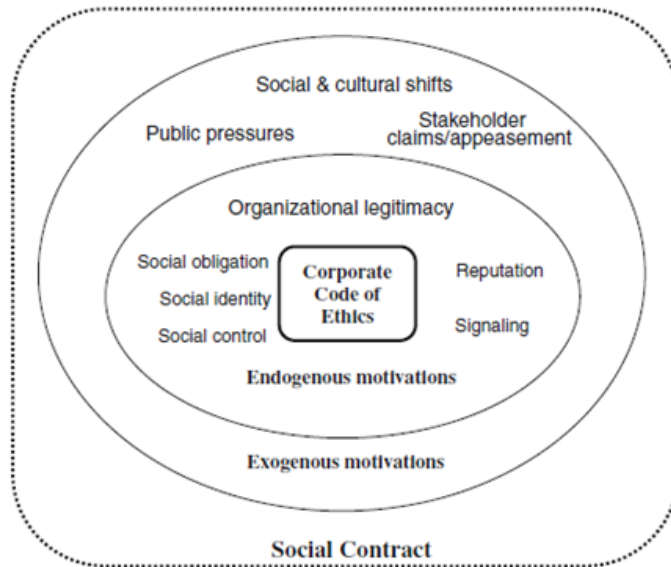 Social & cultural shifts
Public pressures
Stakeholder
claims/appeasement
Organizational legitimacy
Social obligation
Social identity
Social control
Corporate
Code of
Ethics
Reputation
Signaling
Endogenous motivations
Exogenous motivations
Social Contract